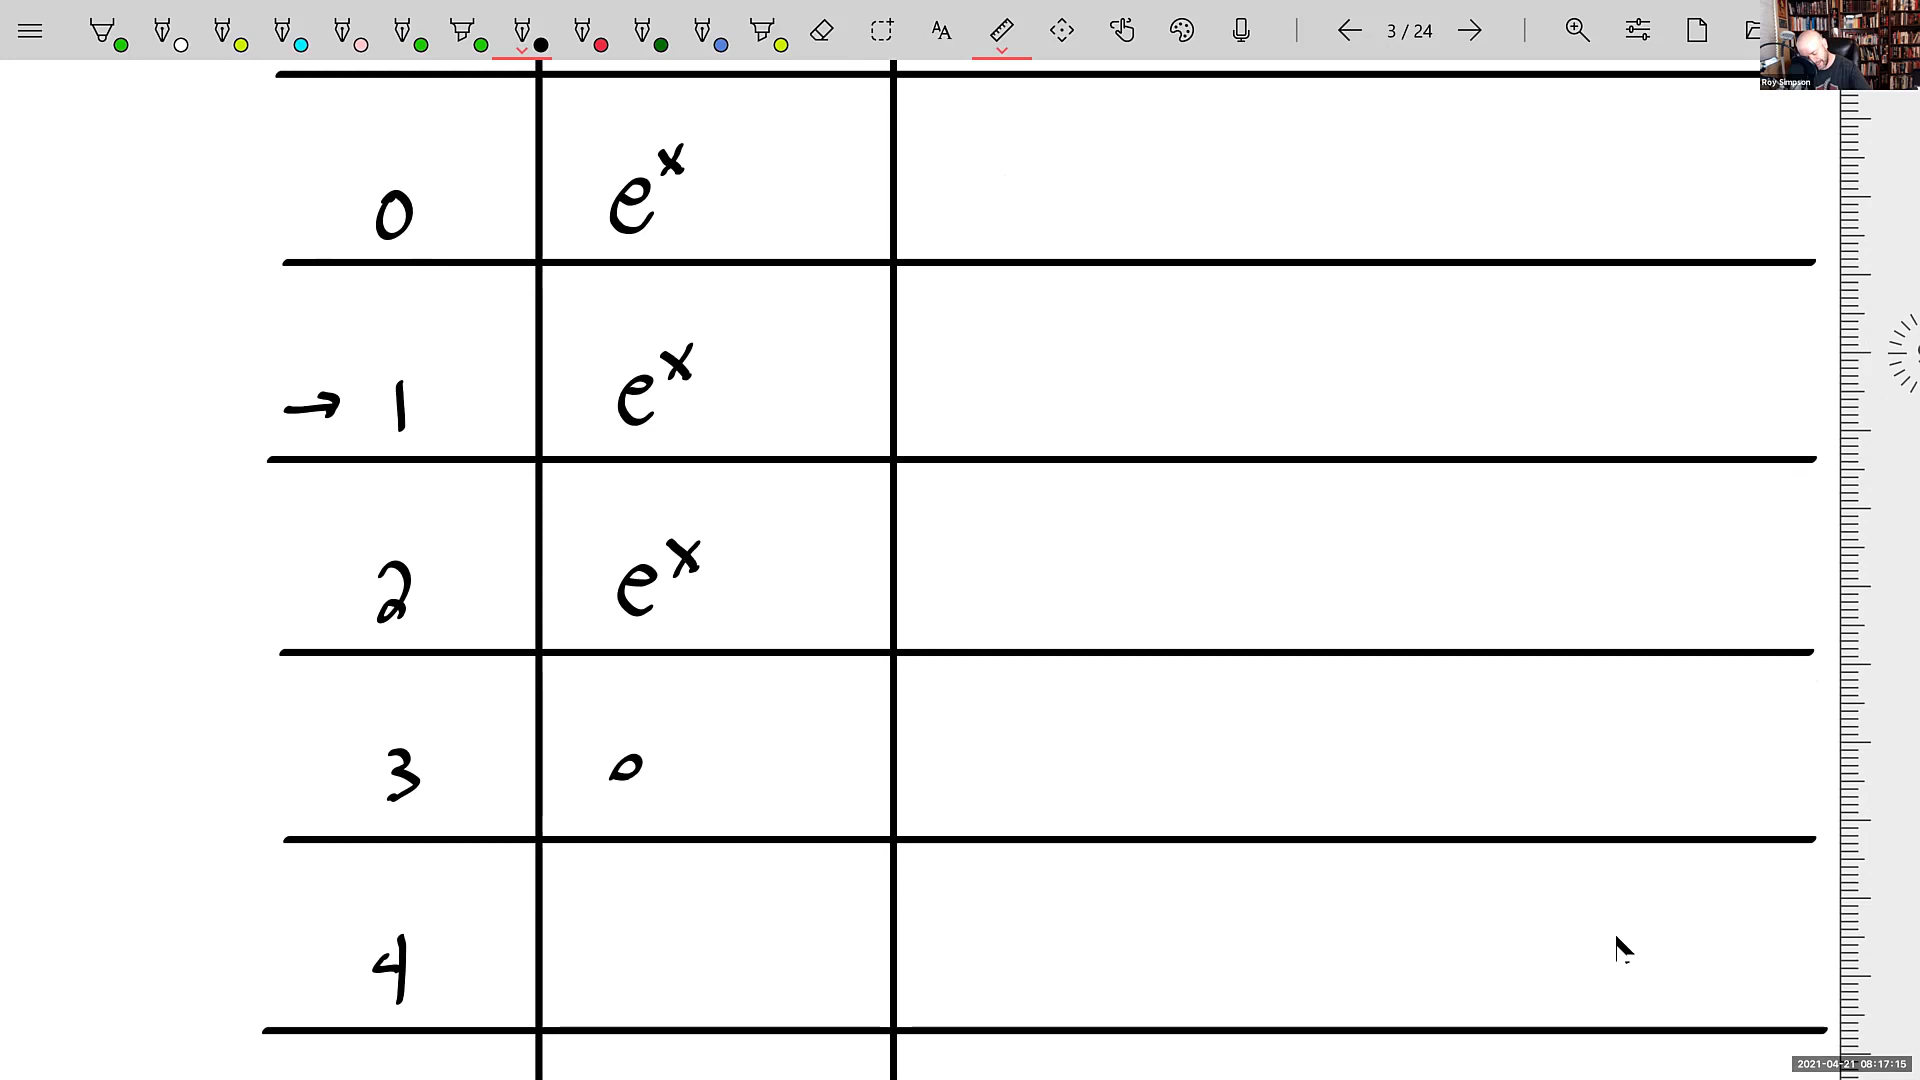 3 / 24
Roy Simpson
0 e^x
→ 1 e^x
2 e^x
3 0
4
2021-04-21 08:17:15